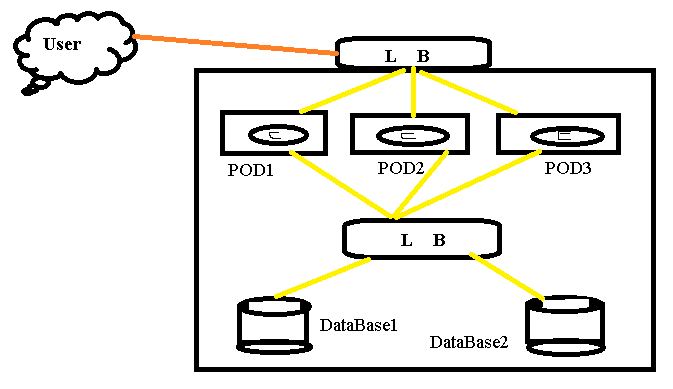 User
L B
POD1
POD2
POD3
L B
DataBase1
DataBase2